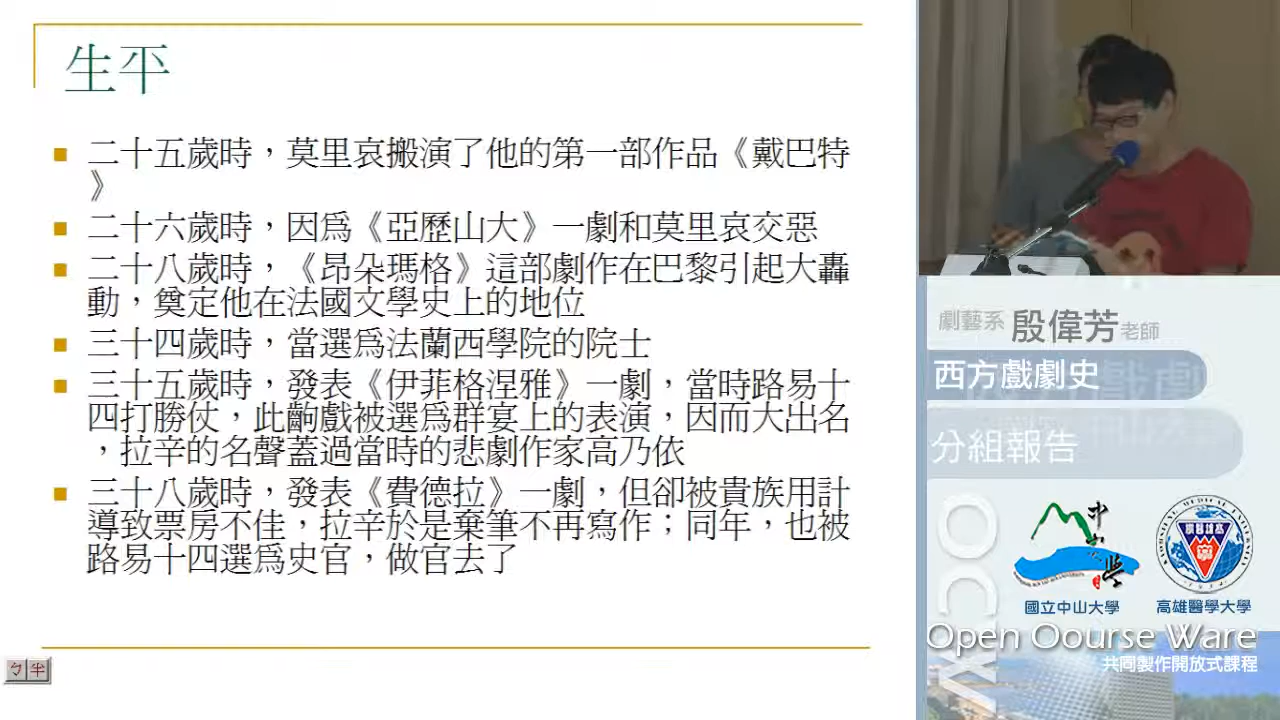 生平
二十五歲時，莫里哀搬演了他的第一部作品《戴巴特
》
二十六歲時，因為《亞歷山大》一劇和莫里哀交惡
二十八歲時，《昂朵瑪格》這部劇作在巴黎引起大轟
動，奠定他在法國文學史上的地位
三十四歲時，當選為法蘭西學院的院士
三十五歲時，發表《伊菲格涅雅》一劇，當時路易十
四打勝仗，此齣戲被選為群宴上的表演，因而大出名
，拉辛的名聲蓋過當時的悲劇作家高乃依
三十八歲時，發表《費德拉》一劇，但卻被貴族用計
導致票房不佳，拉辛於是棄筆不再寫作；同年，也被
路易十四選為史官，做官去了
ㄅ半
劇藝系 殷偉芳老師
西方戲劇史
分組報告
OCW
國立中山大學
高雄醫學大學
Open Oourse Ware
共同製作開放式課程